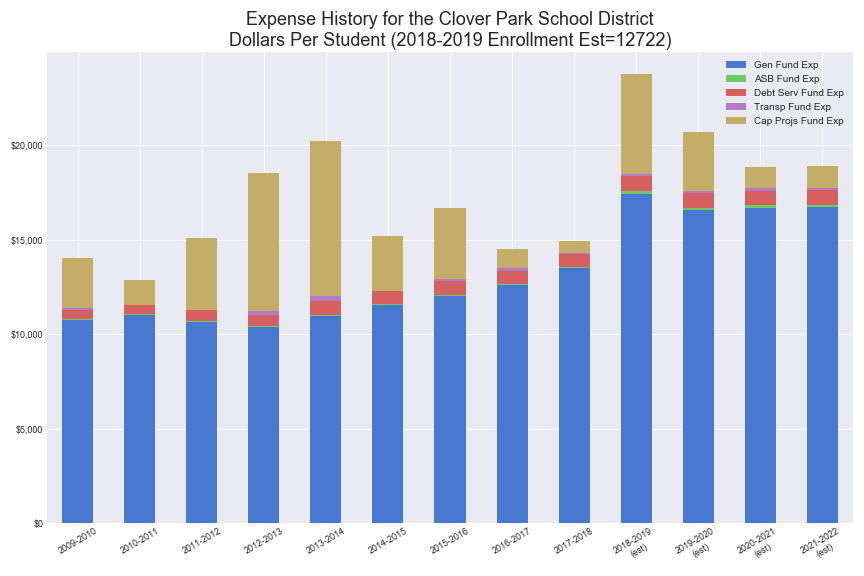 Expense History for the Clover Park School District
Dollars Per Student (2018-2019 Enrollment Est=12722)
Gen Fund Exp
ASB Fund Exp
Debt Serv Fund Exp
Transp Fund Exp
Cap Projs Fund Exp
$20,000
$15,000
$10,000
$5,000
$0
2009-2010
2010-2011
2011-2012
2012-2013
2013-2014
2014-2015
2015-2016
2016-2017
2017-2018
2018-2019
(est)
2019-2020
(est)
2020-2021
(est)
2021-2022
(est)